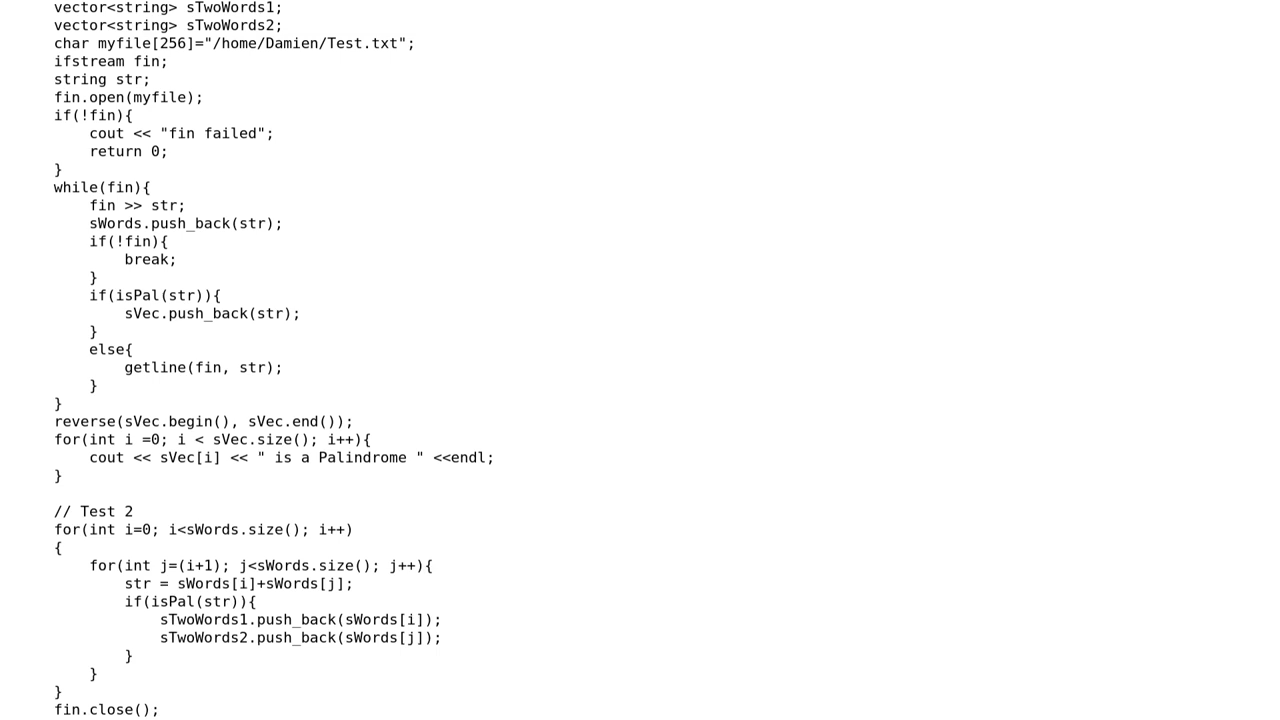 vector<string> sTwoWords1;
vector<string> sTwoWords2;
char myfile[256]="/home/Damien/Test.txt";
ifstream fin;
string str;
fin.open(myfile);
if(!fin){
    cout << "fin failed";
    return 0;
}
while(fin){
    fin >> str;
    sWords.push_back(str);
    if(!fin){
        break;
    }
    if(isPal(str)){
        sVec.push_back(str);
    }
    else{
        getline(fin, str);
    }
}
reverse(sVec.begin(), sVec.end());
for(int i =0; i < sVec.size(); i++){
    cout << sVec[i] << " is a Palindrome " <<endl;
}
// Test 2
for(int i=0; i<sWords.size(); i++)
{
    for(int j=(i+1); j<sWords.size(); j++){
        str = sWords[i]+sWords[j];
        if(isPal(str)){
            sTwoWords1.push_back(sWords[i]);
            sTwoWords2.push_back(sWords[j]);
        }
    }
}
fin.close();